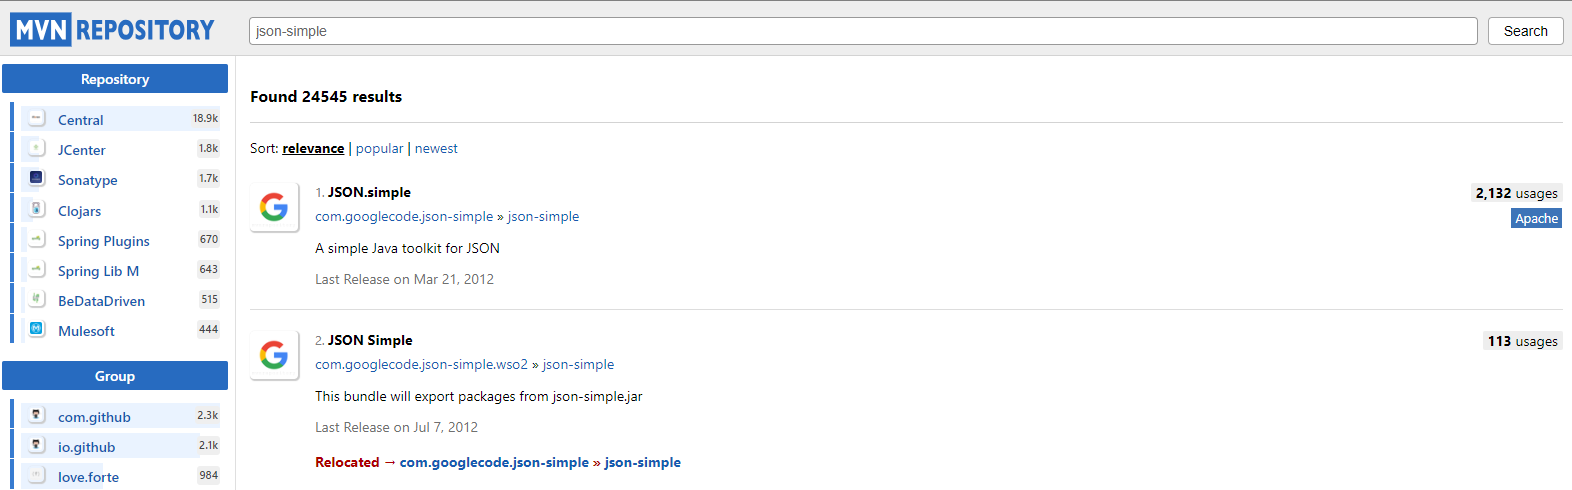 MVN REPOSITORY
json-simple
Search
Repository
Central 18.9k
JCenter 1.8k
Sonatype 1.7k
Clojars 1.1k
Spring Plugins 670
Spring Lib M 643
BeDataDriven 515
Mulesoft 444
Group
com.github 2.3k
io.github 2.1k
love.forte 984
Found 24545 results
Sort: relevance | popular | newest
1. JSON.simple 2,132 usages
com.googlecode.json-simple » json-simple Apache
A simple Java toolkit for JSON
Last Release on Mar 21, 2012
2. JSON Simple 113 usages
com.googlecode.json-simple.wso2 » json-simple
This bundle will export packages from json-simple.jar
Last Release on Jul 7, 2012
Relocated → com.googlecode.json-simple » json-simple